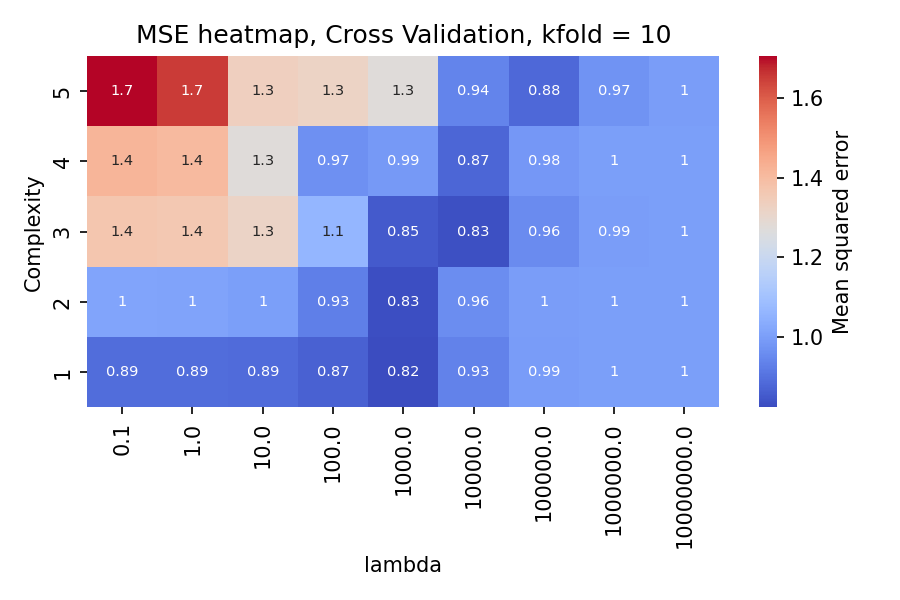 MSE heatmap, Cross Validation, kfold = 10
Complexity
5 1.7 1.7 1.3 1.3 1.3 0.94 0.88 0.97 1
4 1.4 1.4 1.3 0.97 0.99 0.87 0.98 1 1
3 1.4 1.4 1.3 1.1 0.85 0.83 0.96 0.99 1
2 1 1 1 0.93 0.83 0.96 1 1 1
1 0.89 0.89 0.89 0.87 0.82 0.93 0.99 1 1
0.1 1.0 10.0 100.0 1000.0 10000.0 100000.0 1000000.0 10000000.0
lambda
1.6
1.4
1.2
1.0
Mean squared error